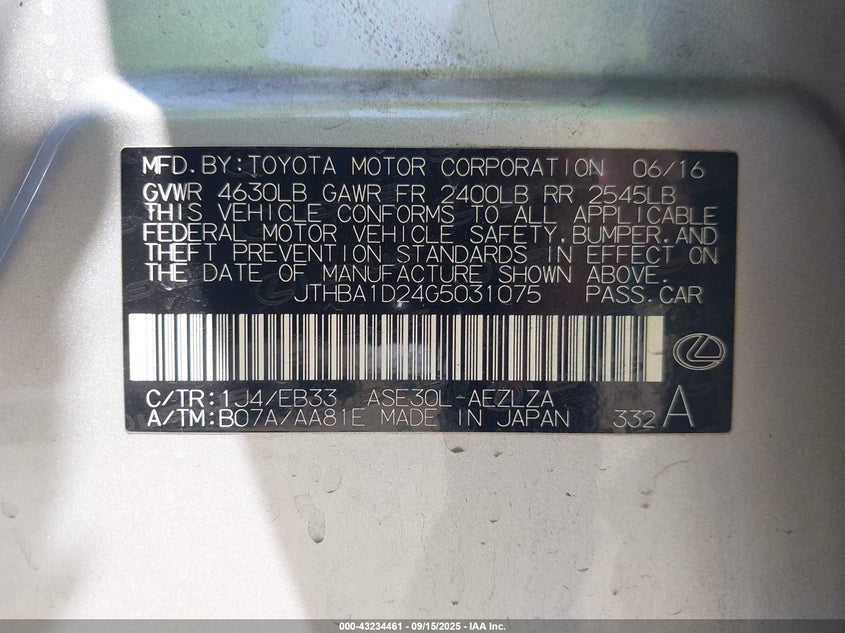 MFD.BY:TOYOTA MOTOR CORPORATION 06/16
GVWR 4630LB GAWR FR 2400LB RR 2545LB
THIS VEHICLE CONFORMS TO ALL APPLICABLE
FEDERAL MOTOR VEHICLE SAFETY,BUMPER,AND
THEFT PREVENTION STANDARDS IN EFFECT ON
THE DATE OF MANUFACTURE SHOWN ABOVE.
JTHBA1D24G5031075 PASS.CAR
C/TR:1J4/EB33 ASE30L-AEZLZA
A/TM:B07A/AA81E MADE IN JAPAN 332 A
000-43234461 - 09/15/2025 - IAA Inc.